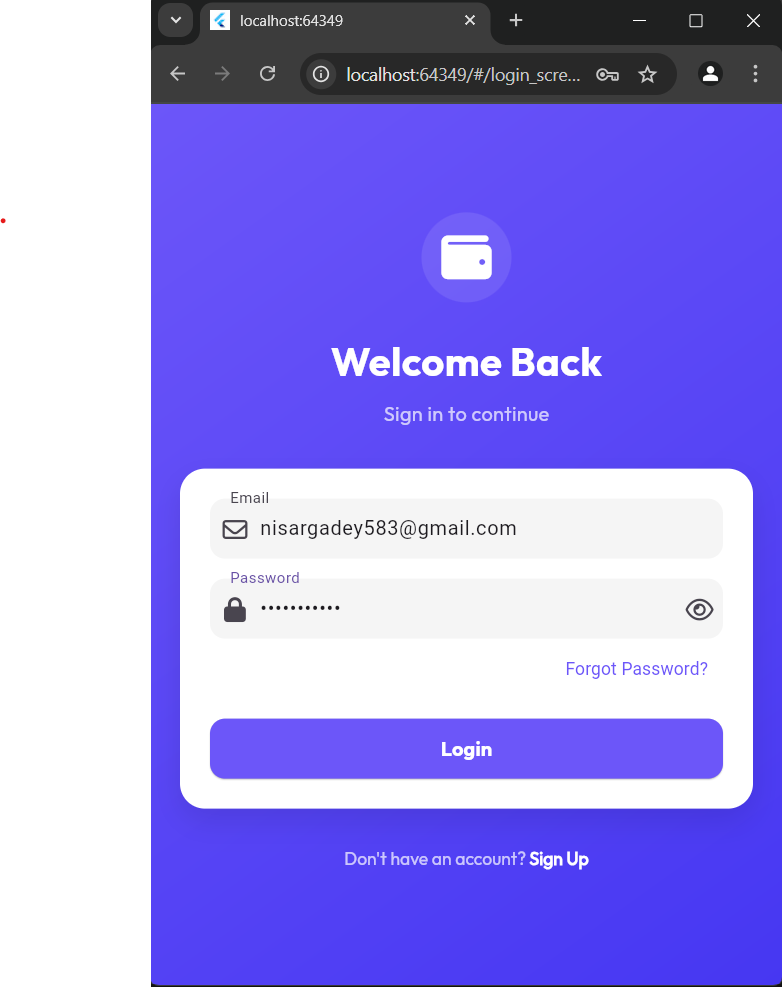 localhost:64349
localhost:64349/#/login_scre...
Welcome Back
Sign in to continue
Email
nisargadey583@gmail.com
Password
•••••••••••
Forgot Password?
Login
Don't have an account? Sign Up